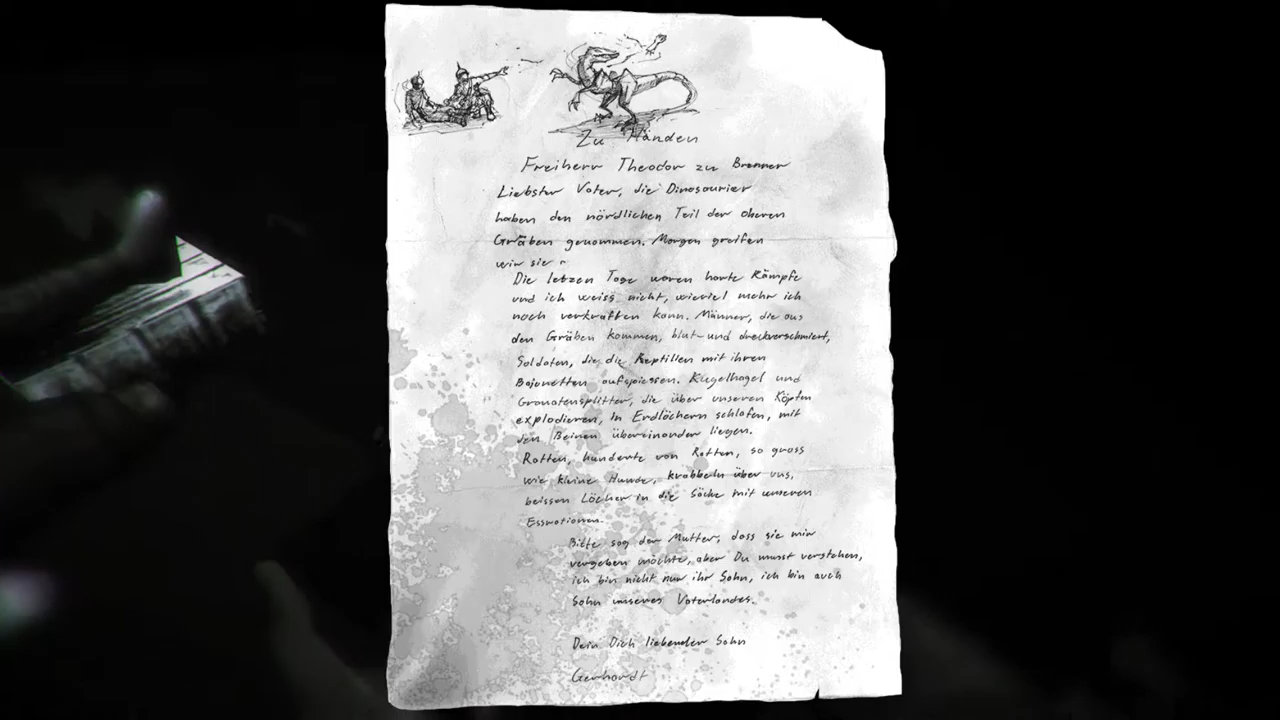 Zu Händen
Freiherr Theodor zu Brenner
Liebster Vater, die Dinosaurier
haben den nördlichen Teil der oberen
Gräben genommen. Morgen greifen
wir sie
Die letzen Tage waren harte Kämpfe
und ich weiss nicht, wieviel mehr ich
noch verkraften kann. Männer, die aus
den Gräben kommen, blut- und dreckverschmiert,
Soldaten, die die Reptilien mit ihren
Bajonetten aufspiessen. Kugelhagel und
Granatensplitter, die über unseren Köpfen
explodieren, in Erdlöchern schlafen, mit
den Beinen übereinander liegen.
Ratten, hunderte von Ratten, so gross
wie kleine Hunde, krabbeln über uns,
beissen Löcher in die Säcke mit unseren
Essrationen.
Bitte sag der Mutter, dass sie mir
vergeben möchte, aber Du musst verstehen,
ich bin nicht nur ihr Sohn, ich bin auch
Sohn unseres Vaterlandes.
Dein Dich liebender Sohn
Gerhardt